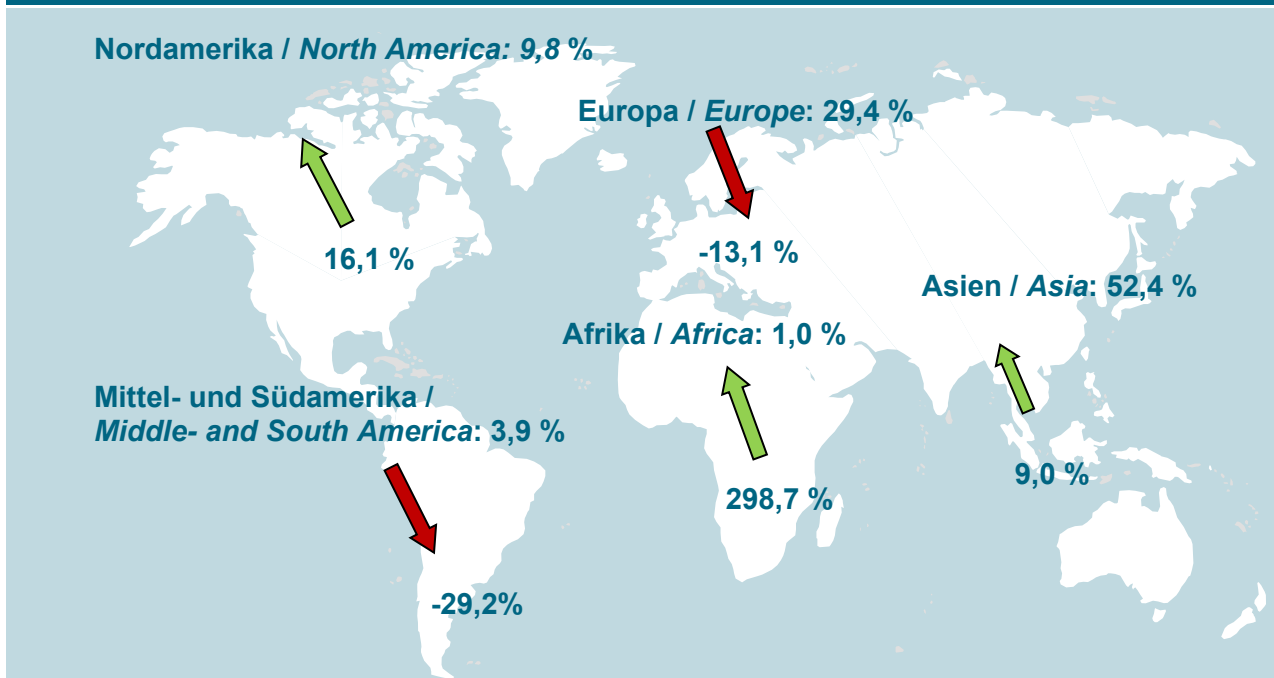 Nordamerika / North America: 9,8 %
Europa / Europe: 29,4 %
16,1 %
-13,1 %
Asien / Asia: 52,4 %
Afrika / Africa: 1,0 %
Mittel- und Südamerika /
Middle- and South America: 3,9 %
9,0 %
298,7 %
-29,2%